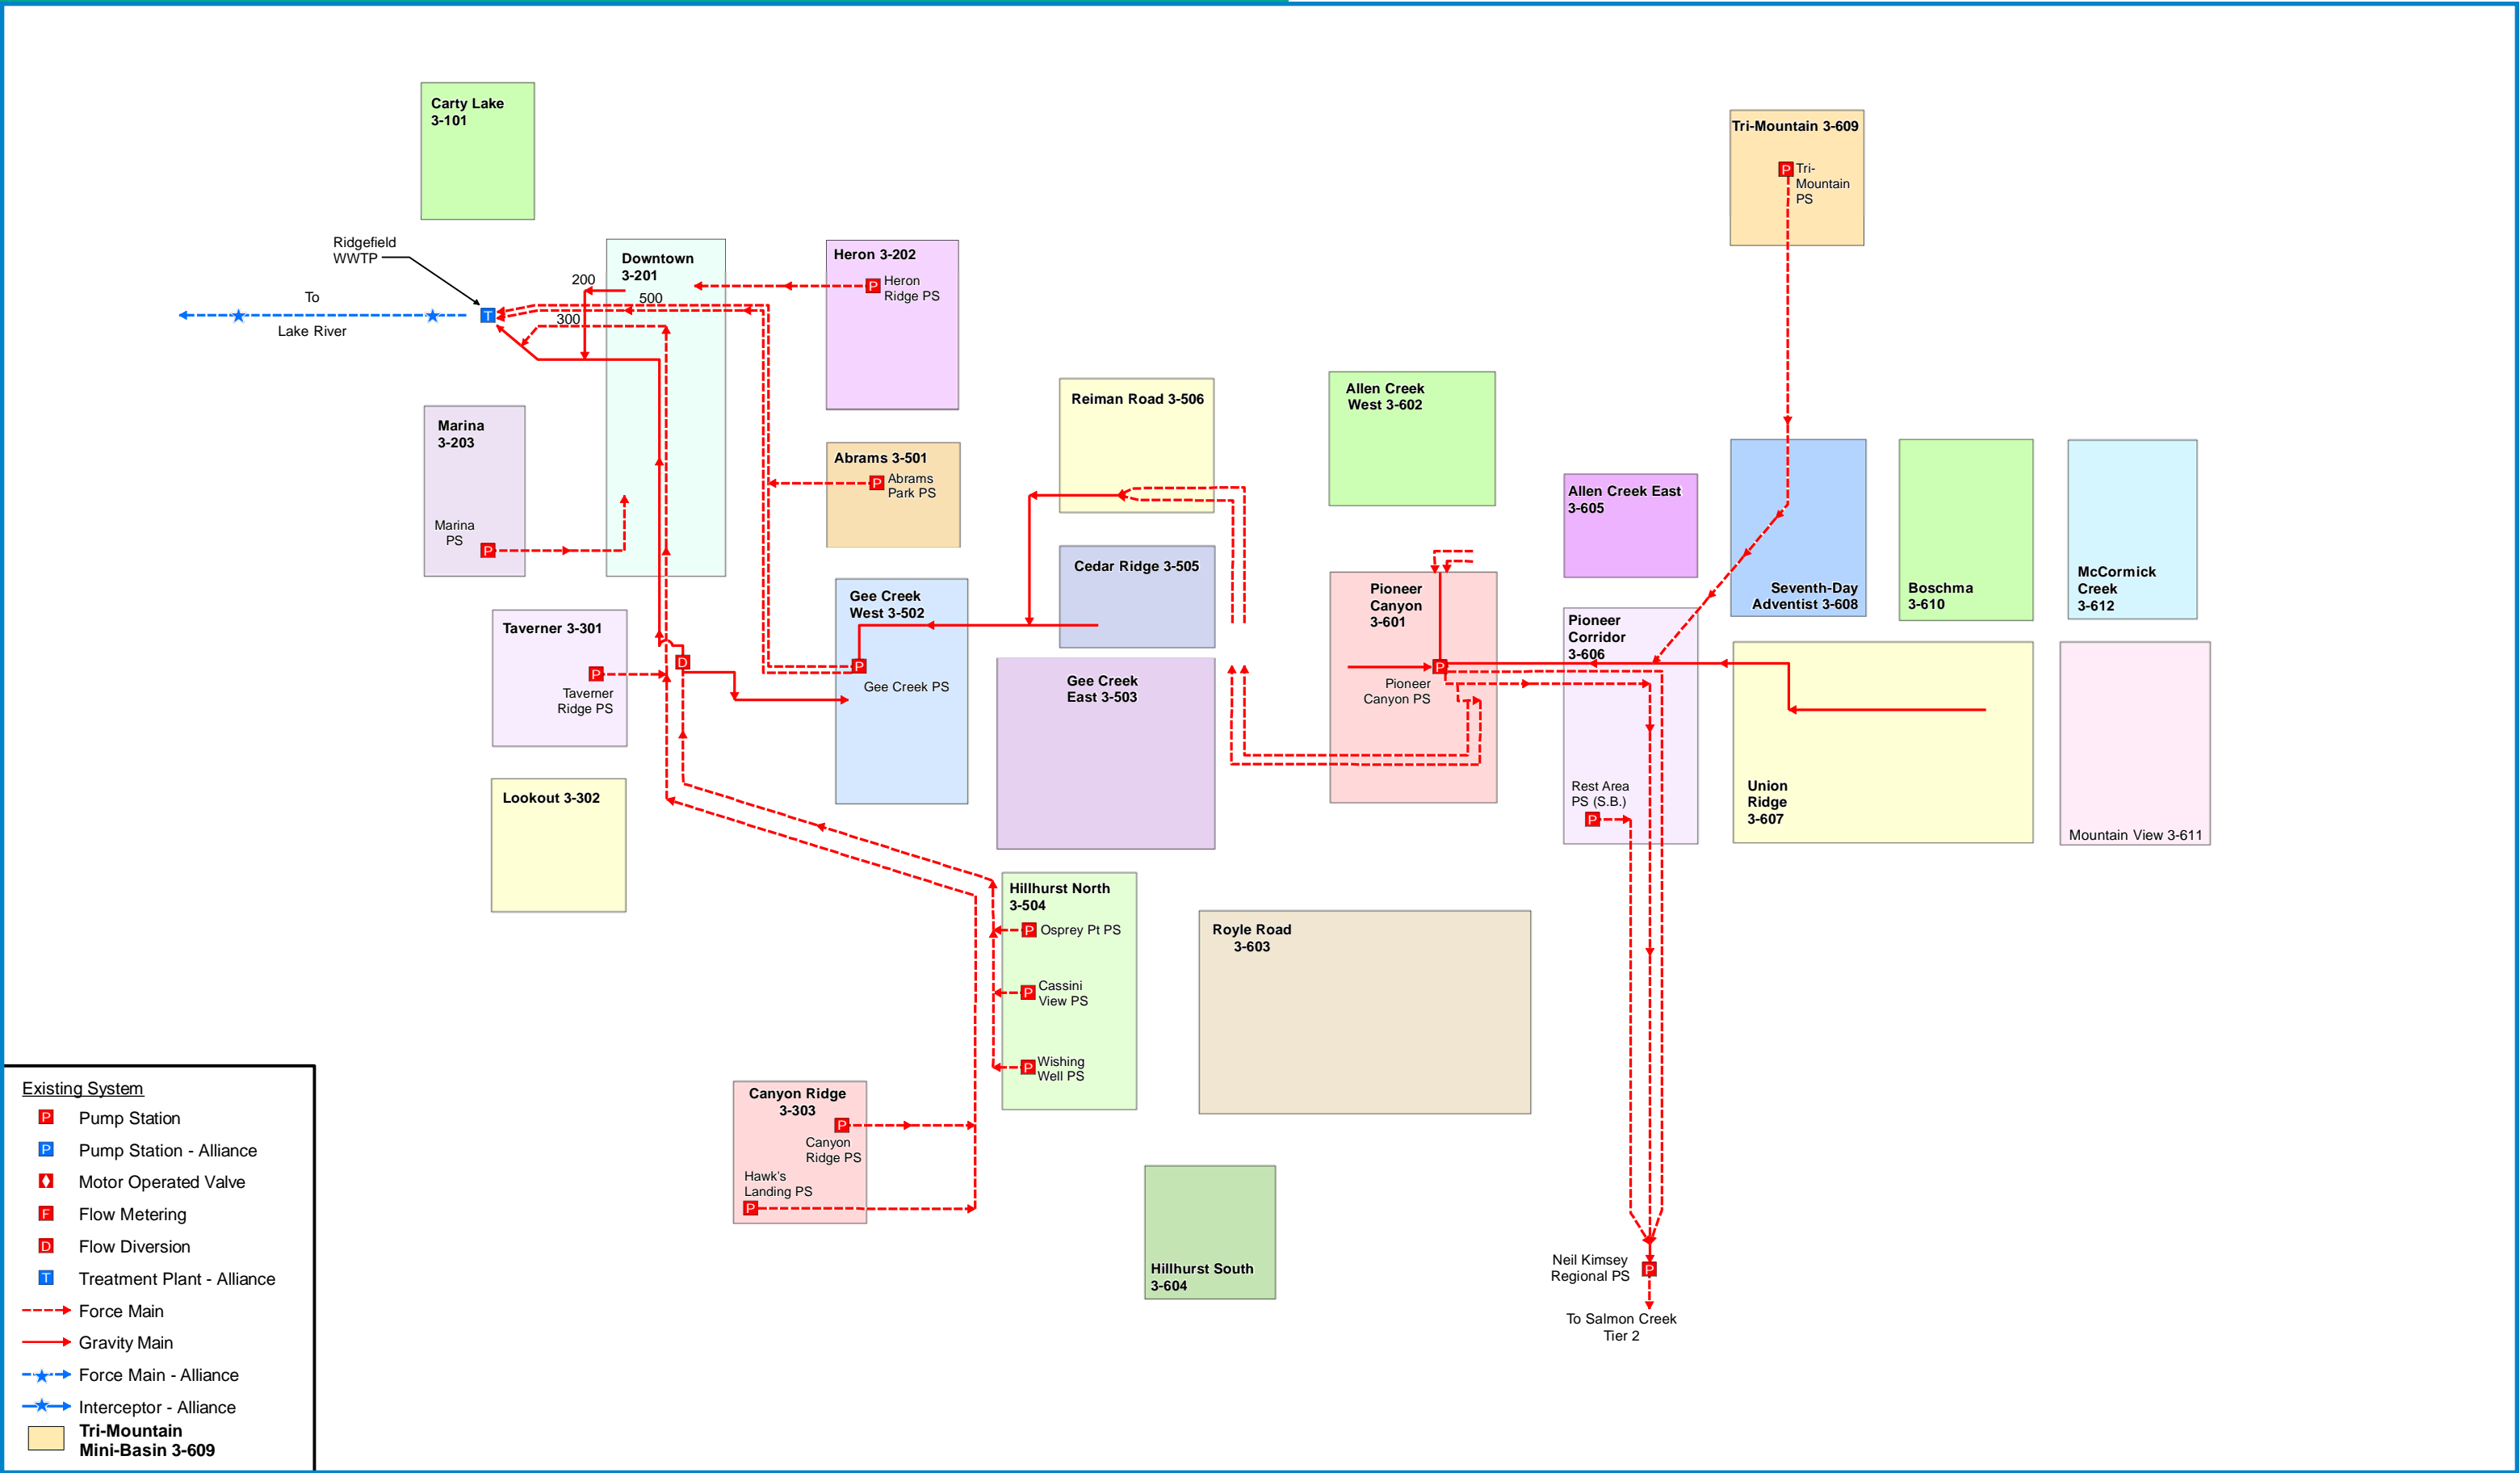 Carty Lake
3-101
Tri-Mountain 3-609
P
Tri-
Mountain
PS
Ridgefield
WWTP
To
Lake River
T
200
Downtown
3-201
500
300
Heron 3-202
P
Heron
Ridge PS
Marina
3-203
Marina
PS
P
Abrams 3-501
P
Abrams
Park PS
Reiman Road 3-506
Allen Creek
West 3-602
Allen Creek East
3-605
Seventh-Day
Adventist 3-608
Boschma
3-610
McCormick
Creek
3-612
Taverner 3-301
P
Taverner
Ridge PS
D
Gee Creek
West 3-502
P
Gee Creek PS
Cedar Ridge 3-505
Gee Creek
East 3-503
Pioneer
Canyon
3-601
P
Pioneer
Canyon PS
Pioneer
Corridor
3-606
Rest Area
PS (S.B.)
P
Union
Ridge
3-607
Mountain View 3-611
Lookout 3-302
Hillhurst North
3-504
P
Osprey Pt PS
P
Cassini
View PS
P
Wishing
Well PS
Royle Road
3-603
Canyon Ridge
3-303
P
Canyon
Ridge PS
Hawk's
Landing PS
P
Hillhurst South
3-604
Neil Kimsey
Regional PS
P
To Salmon Creek
Tier 2
Existing System
P Pump Station
P Pump Station - Alliance
Motor Operated Valve
F Flow Metering
D Flow Diversion
T Treatment Plant - Alliance
Force Main
Gravity Main
Force Main - Alliance
Interceptor - Alliance
Tri-Mountain
Mini-Basin 3-609